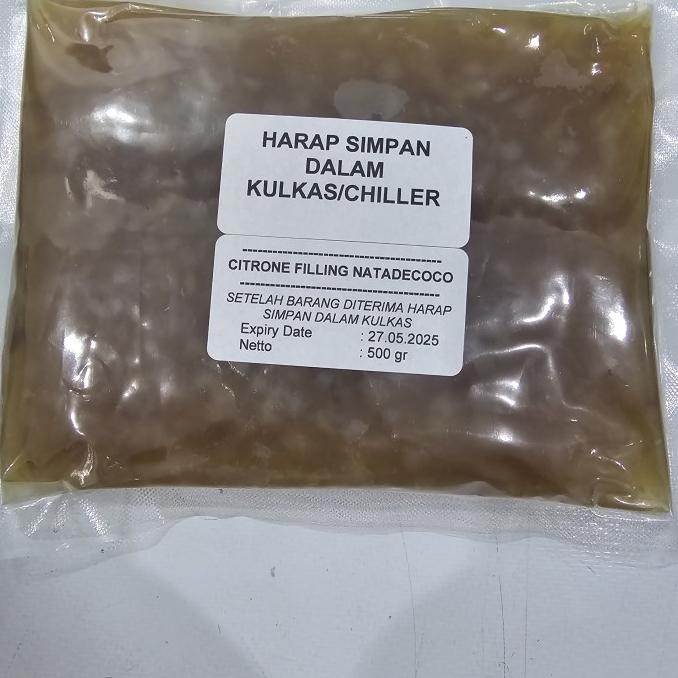 HARAP SIMPAN
DALAM
KULKAS/CHILLER
----------------------------------------
CITRONE FILLING NATADECOCO
----------------------------------------
SETELAH BARANG DITERIMA HARAP
SIMPAN DALAM KULKAS
Expiry Date : 27.05.2025
Netto : 500 gr